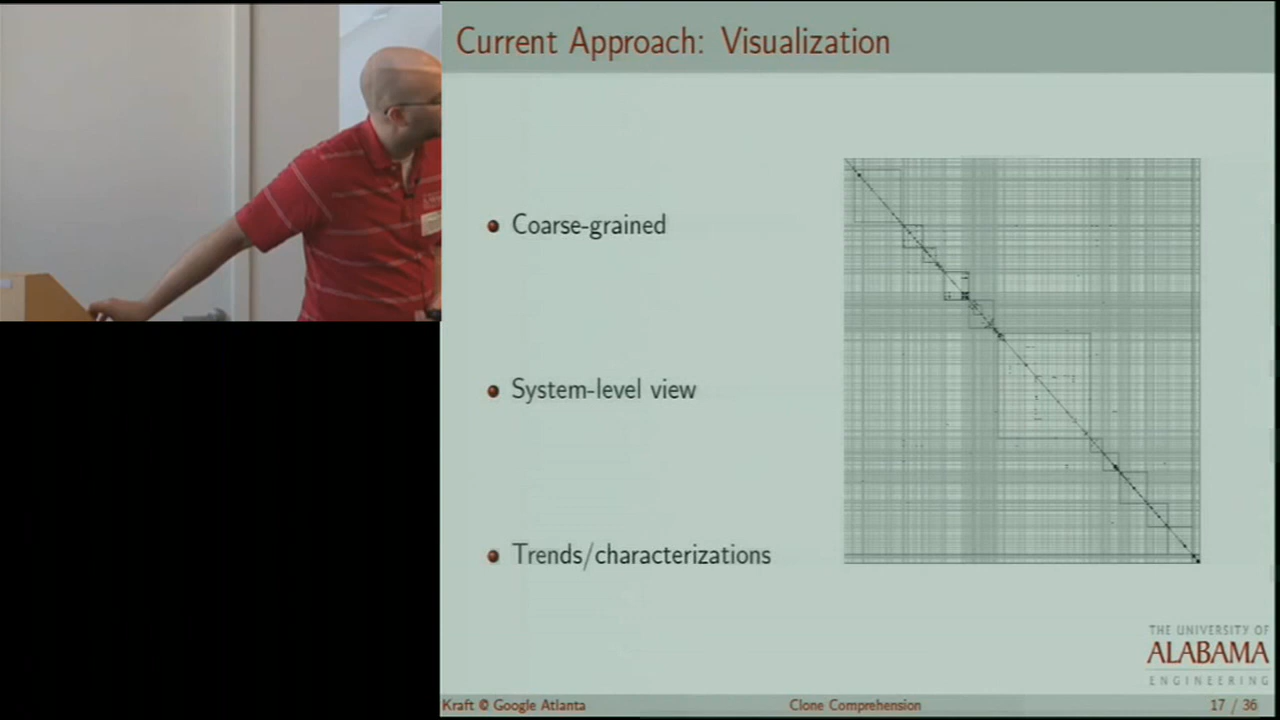 Current Approach: Visualization
Coarse-grained
System-level view
Trends/characterizations
THE UNIVERSITY OF
ALABAMA
ENGINEERING
Kraft @ Google Atlanta
Clone Comprehension
17 / 36